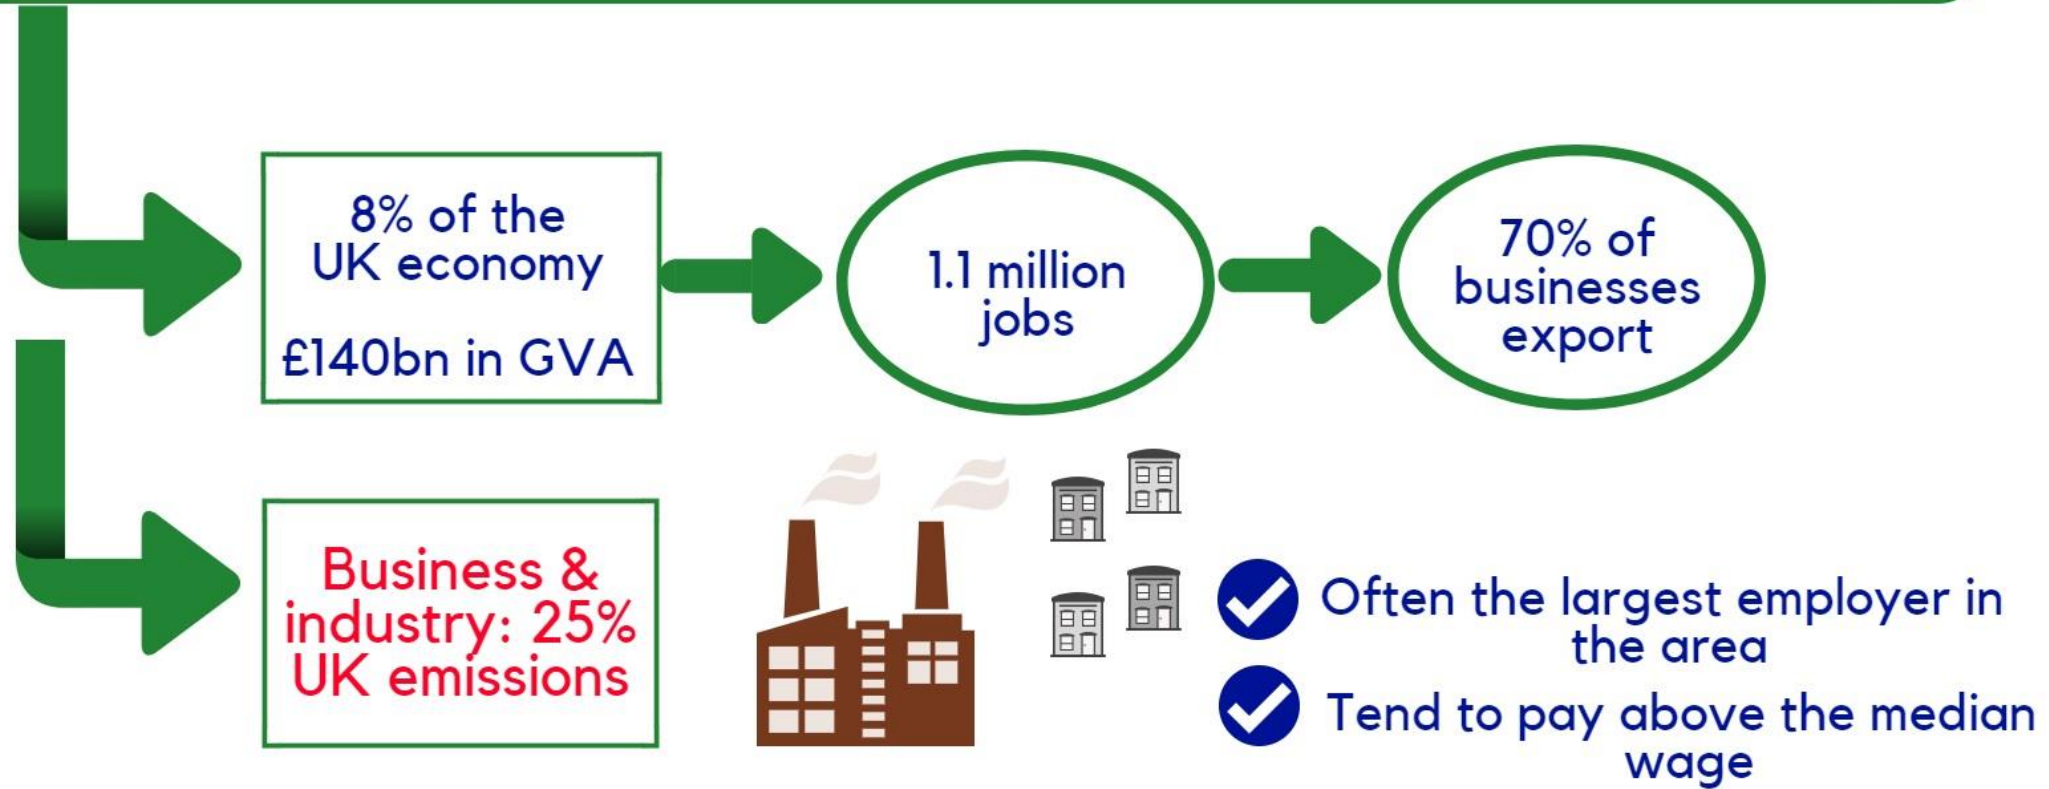 8% of the
UK economy
£140bn in GVA
1.1 million
jobs
70% of
businesses
export
Business &
industry: 25%
UK emissions
Often the largest employer in
the area
Tend to pay above the median
wage